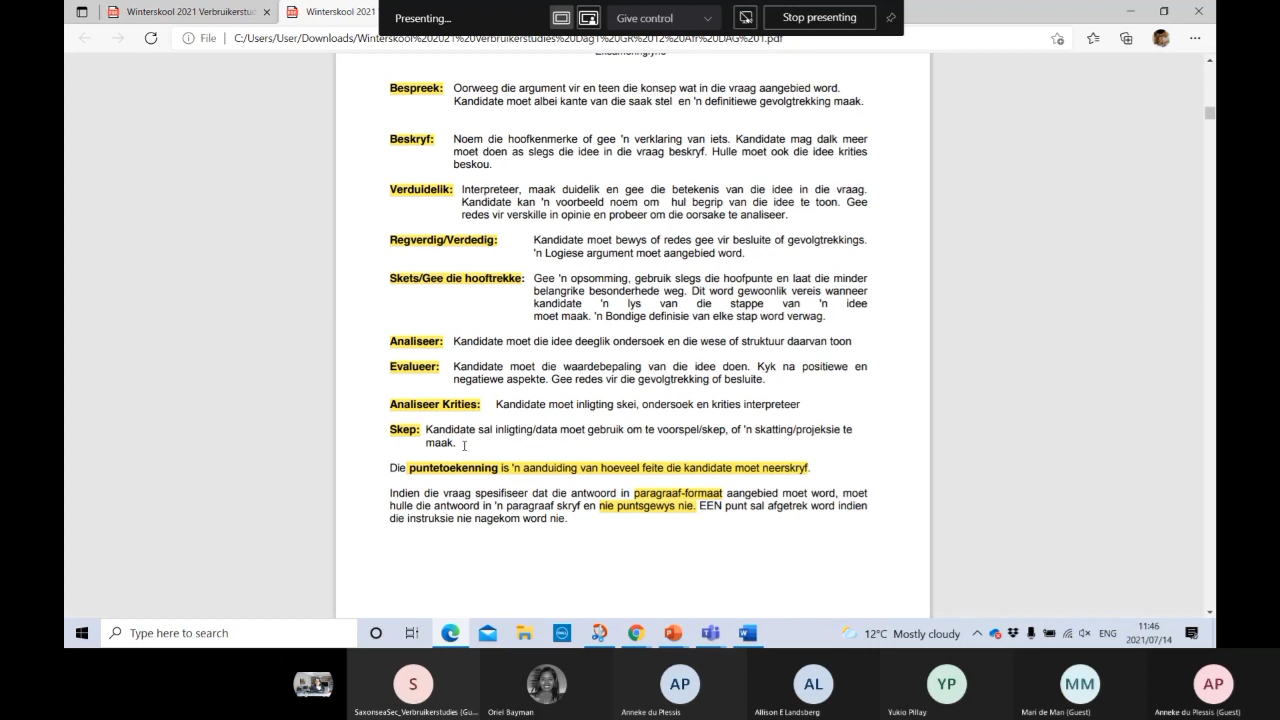 Winterskool 2021 Verbruikerstud
Winterskool 2021
Presenting...
Give control
Stop presenting
File
C:/Users/User/Downloads/Winterskool%202021%20Verbruikerstudies%20Dag1%20GR%2012%20Afr%20DAG%201.pdf
Bespreek: Oorweeg die argument vir en teen die konsep wat in die vraag aangebied word.
Kandidate moet albei kante van die saak stel en 'n definitiewe gevolgtrekking maak.
Beskryf: Noem die hoofkenmerke of gee 'n verklaring van iets. Kandidate mag dalk meer
moet doen as slegs die idee in die vraag beskryf. Hulle moet ook die idee krities
beskou.
Verduidelik: Interpreteer, maak duidelik en gee die betekenis van die idee in die vraag.
Kandidate kan 'n voorbeeld noem om hul begrip van die idee te toon. Gee
redes vir verskille in opinie en probeer om die oorsake te analiseer.
Regverdig/Verdedig: Kandidate moet bewys of redes gee vir besluite of gevolgtrekkings.
'n Logiese argument moet aangebied word.
Skets/Gee die hooftrekke: Gee 'n opsomming, gebruik slegs die hoofpunte en laat die minder
belangrike besonderhede weg. Dit word gewoonlik vereis wanneer
kandidate 'n lys van die stappe van 'n idee
moet maak. 'n Bondige definisie van elke stap word verwag.
Analiseer: Kandidate moet die idee deeglik ondersoek en die wese of struktuur daarvan toon
Evalueer: Kandidate moet die waardebepaling van die idee doen. Kyk na positiewe en
negatiewe aspekte. Gee redes vir die gevolgtrekking of besluite.
Analiseer Krities: Kandidate moet inligting skei, ondersoek en krities interpreteer
Skep: Kandidate sal inligting/data moet gebruik om te voorspel/skep, of 'n skatting/projeksie te
maak.
Die puntetoekenning is 'n aanduiding van hoeveel feite die kandidate moet neerskryf.
Indien die vraag spesifiseer dat die antwoord in paragraaf-formaat aangebied moet word, moet
hulle die antwoord in 'n paragraaf skryf en nie puntsgewys nie. EEN punt sal afgetrek word indien
die instruksie nie nagekom word nie.
Type here to search
12°C Mostly cloudy
ENG
11:46
2021/07/14
S
AP
AL
YP
MM
AP
SaxonseaSec_Verbruikerstudies (Gu...
Oriel Bayman
Anneke du Plessis
Allison E Landsberg
Yukio Pillay
Mari de Man (Guest)
Anneke du Plessis (Guest)